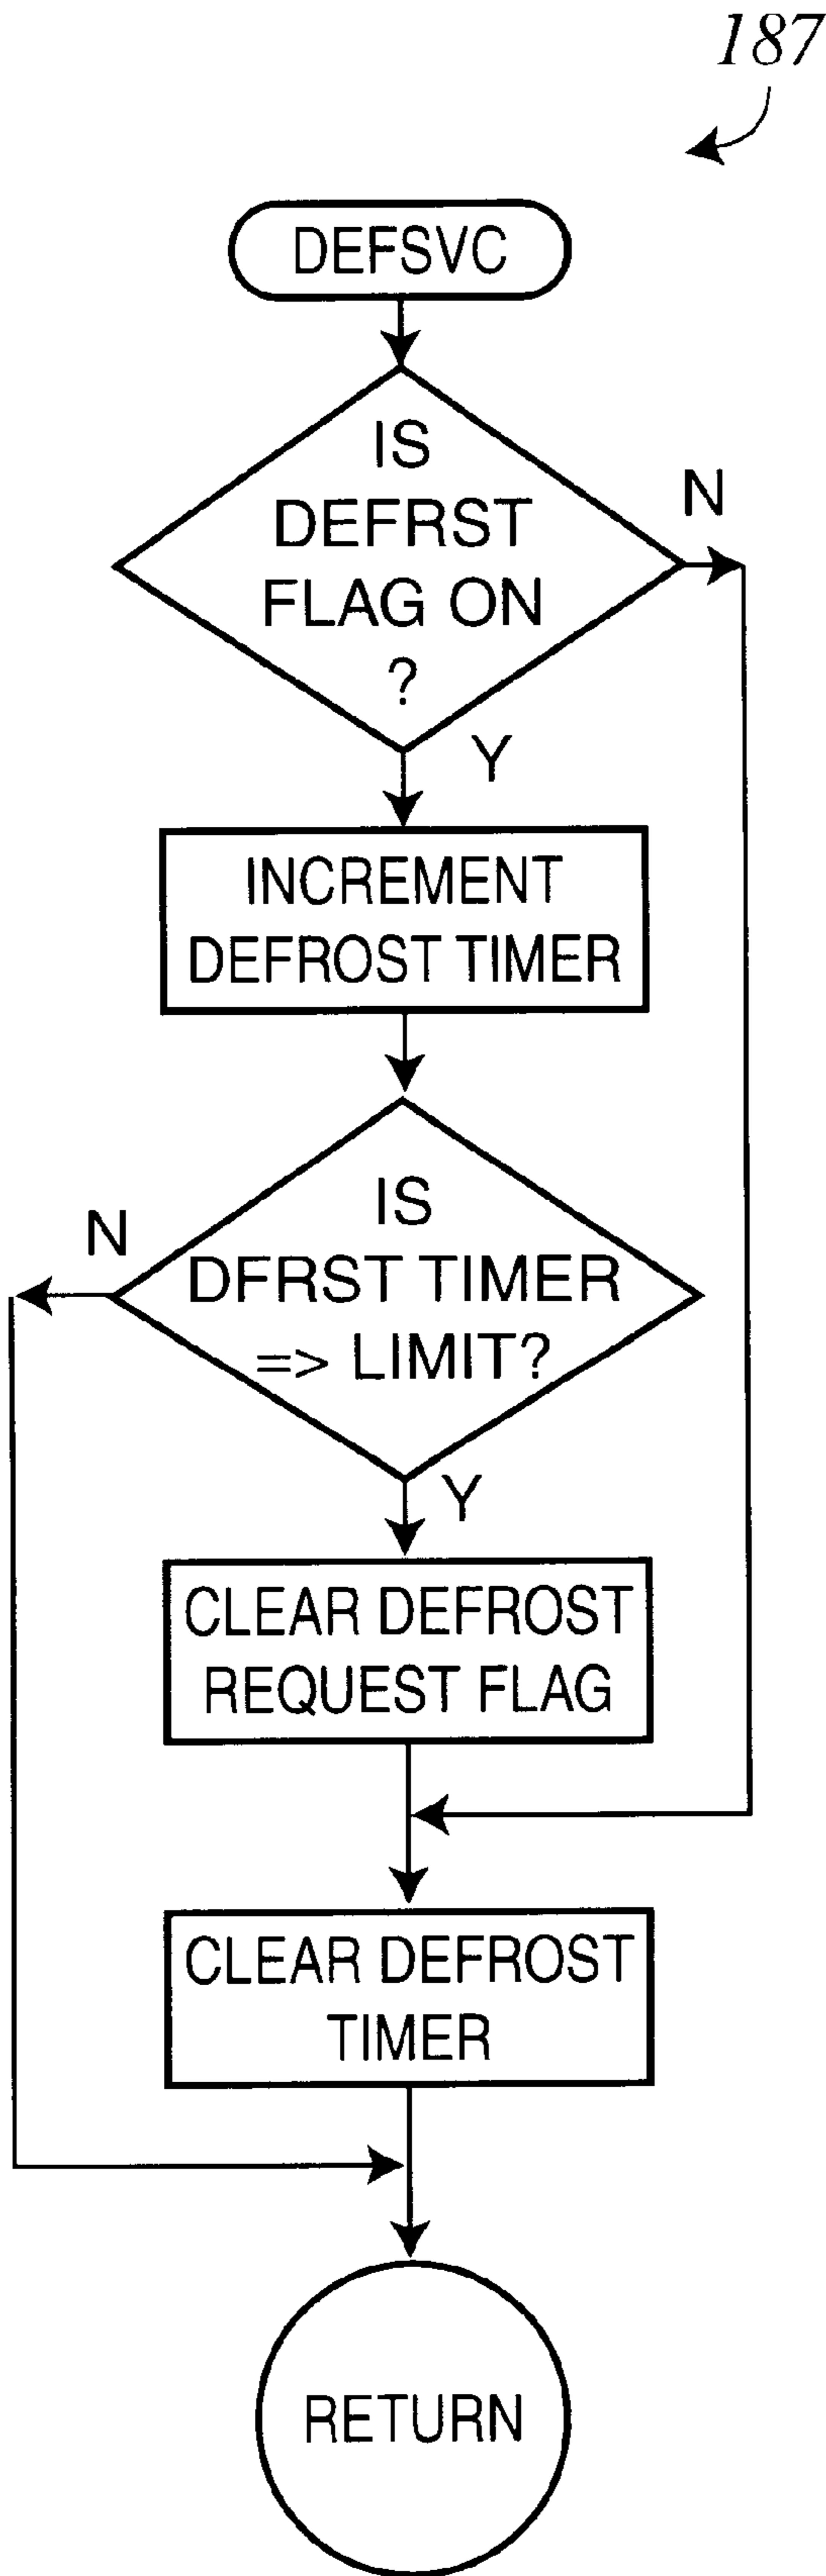 187
DEFSVC
IS
DEFRST
FLAG ON
?
N
Y
INCREMENT
DEFROST TIMER
IS
DFRST TIMER
=> LIMIT?
N
Y
CLEAR DEFROST
REQUEST FLAG
CLEAR DEFROST
TIMER
RETURN